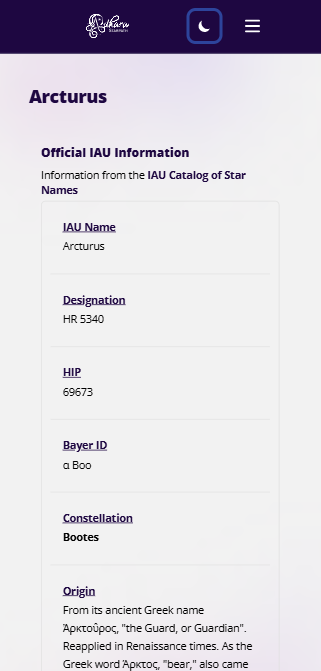 Arcturus
Official IAU Information
Information from the IAU Catalog of Star
Names
IAU Name
Arcturus
Designation
HR 5340
HIP
69673
Bayer ID
α Boo
Constellation
Bootes
Origin
From its ancient Greek name
Ἀρκτοῦρος, "the Guard, or Guardian".
Reapplied in Renaissance times. As the
Greek word Ἄρκτος, "bear," also came